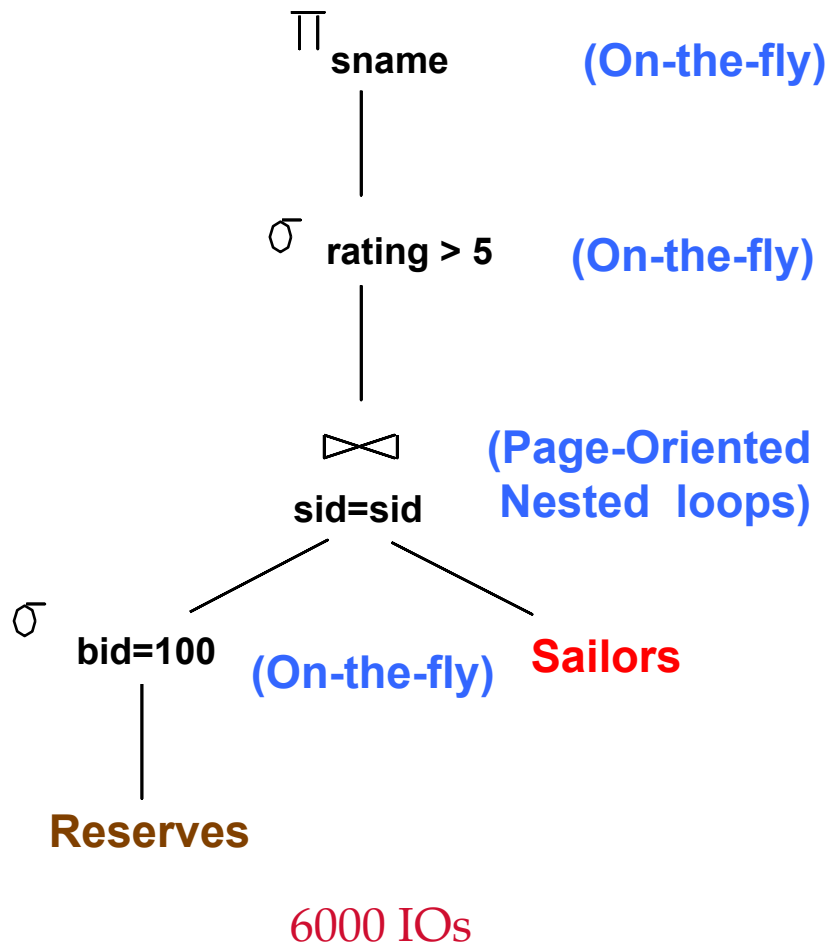 ∏ sname (On-the-fly)
σ rating > 5 (On-the-fly)
⋈ (Page-Oriented
sid=sid Nested loops)
σ bid=100 (On-the-fly) Sailors
Reserves
6000 IOs